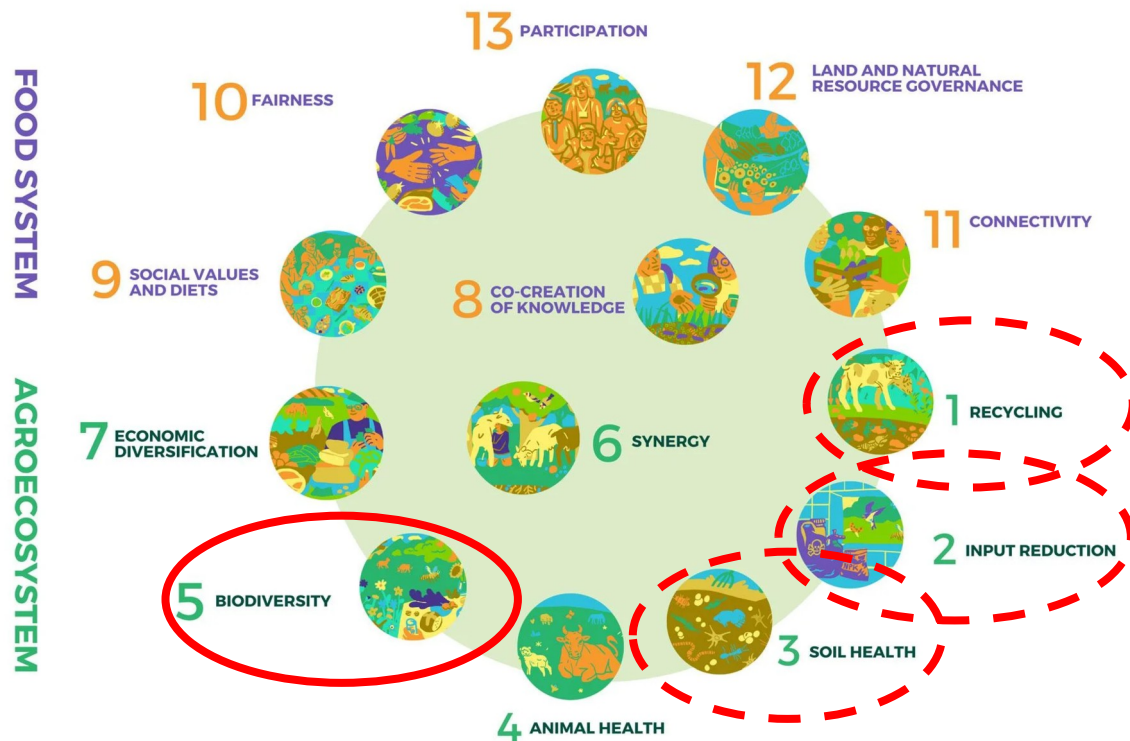 13 PARTICIPATION
12 LAND AND NATURAL
RESOURCE GOVERNANCE
10 FAIRNESS
11 CONNECTIVITY
9 SOCIAL VALUES
AND DIETS
8 CO-CREATION
OF KNOWLEDGE
FOOD SYSTEM
1 RECYCLING
7 ECONOMIC
DIVERSIFICATION
6 SYNERGY
2 INPUT REDUCTION
5 BIODIVERSITY
3 SOIL HEALTH
4 ANIMAL HEALTH
AGROECOSYSTEM